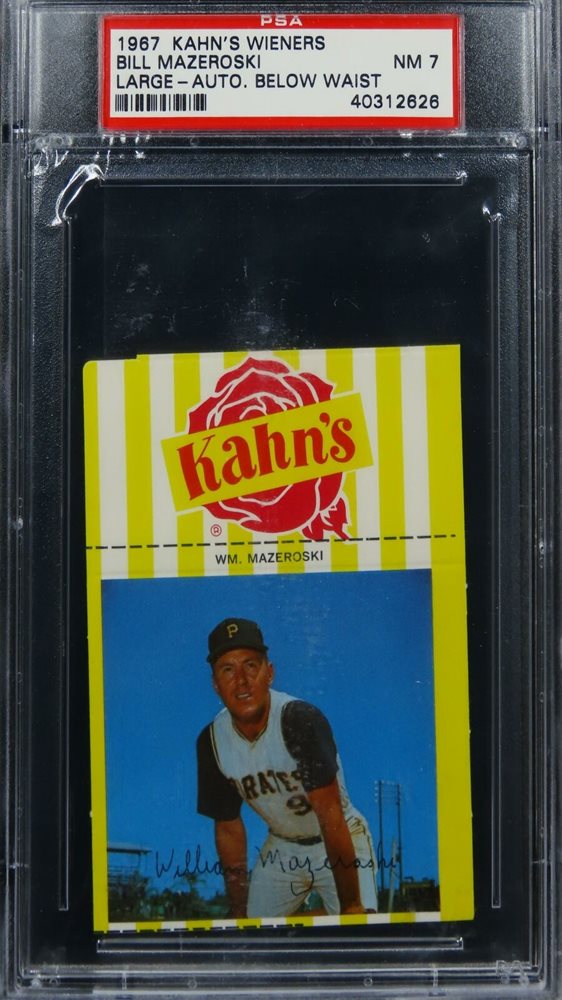 PSA
1967 KAHN'S WIENERS
BILL MAZEROSKI NM 7
LARGE-AUTO. BELOW WAIST
40312626
Kahn's
®
WM. MAZEROSKI
P
PIRATES
9
William Mazeroski